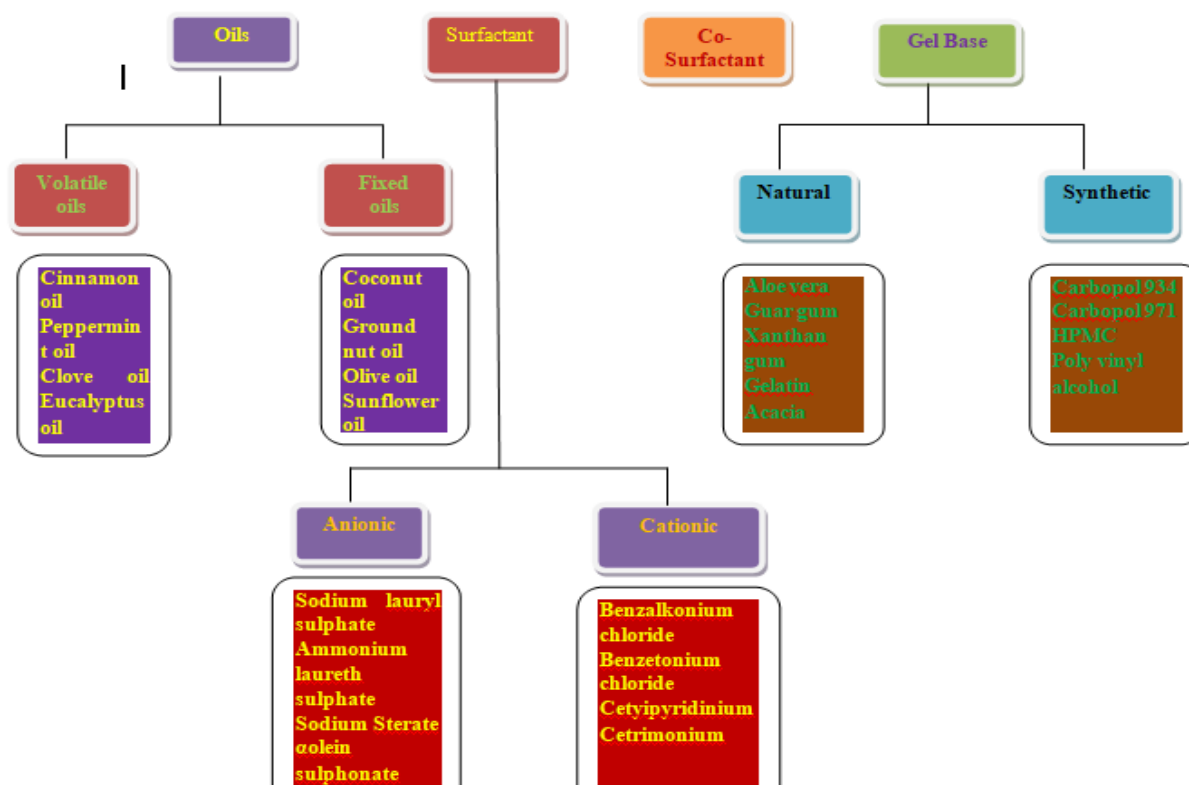 Oils
Surfactant
Co-
Surfactant
Gel Base
Volatile
oils
Fixed
oils
Natural
Synthetic
Cinnamon
oil
Peppermin
t oil
Clove oil
Eucalyptus
oil
Coconut
oil
Ground
nut oil
Olive oil
Sunflower
oil
Aloe vera
Guar gum
Xanthan
gum
Gelatin
Acacia
Carbopol934
Carbopol971
HPMC
Poly vinyl
alcohol
Anionic
Cationic
Sodium lauryl
sulphate
Ammonium
laureth
sulphate
Sodium Sterate
αolein
sulphonate
Benzalkonium
chloride
Benzetonium
chloride
Cetyipyridinium
Cetrimonium